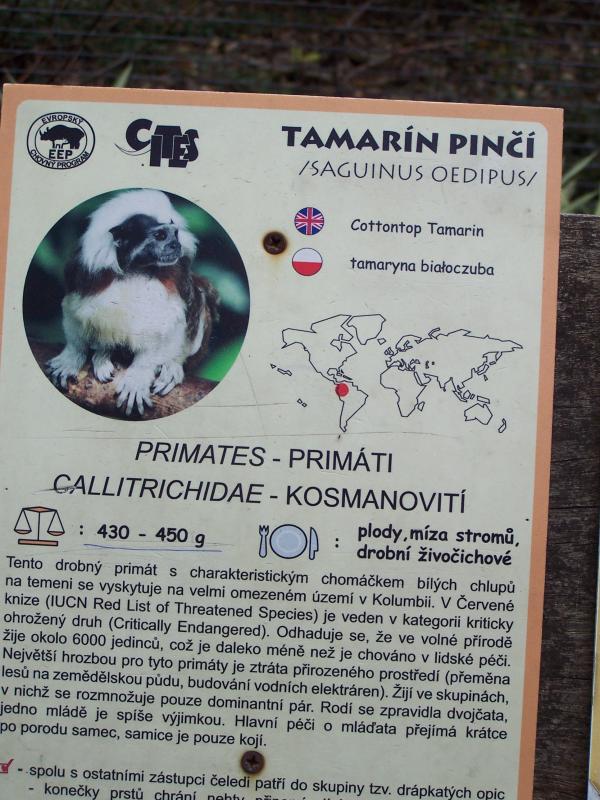 EVROPSKÝ
EEP
CHOVNÝ PROGRAM
CITES
TAMARÍN PINČÍ
/SAGUINUS OEDIPUS/
Cottontop Tamarin
tamaryna białoczuba
PRIMATES - PRIMÁTI
CALLITRICHIDAE - KOSMANOVITÍ
: 430 - 450 g
: plody, míza stromů,
drobní živočichové
Tento drobný primát s charakteristickým chomáčkem bílých chlupů
na temeni se vyskytuje na velmi omezeném území v Kolumbii. V Červené
knize (IUCN Red List of Threatened Species) je veden v kategorii kriticky
ohrožený druh (Critically Endangered). Odhaduje se, že ve volné přírodě
žije okolo 6000 jedinců, což je daleko méně než je chováno v lidské péči.
Největší hrozbou pro tyto primáty je ztráta přirozeného prostředí (přeměna
lesů na zemědělskou půdu, budování vodních elektráren). Žijí ve skupinách,
v nichž se rozmnožuje pouze dominantní pár. Rodí se zpravidla dvojčata,
jedno mládě je spíše výjimkou. Hlavní péči o mláďata přejímá krátce
po porodu samec, samice je pouze kojí.
- spolu s ostatními zástupci čeledi patří do skupiny tzv. drápkatých opic
- konečky prstů chrání nehty